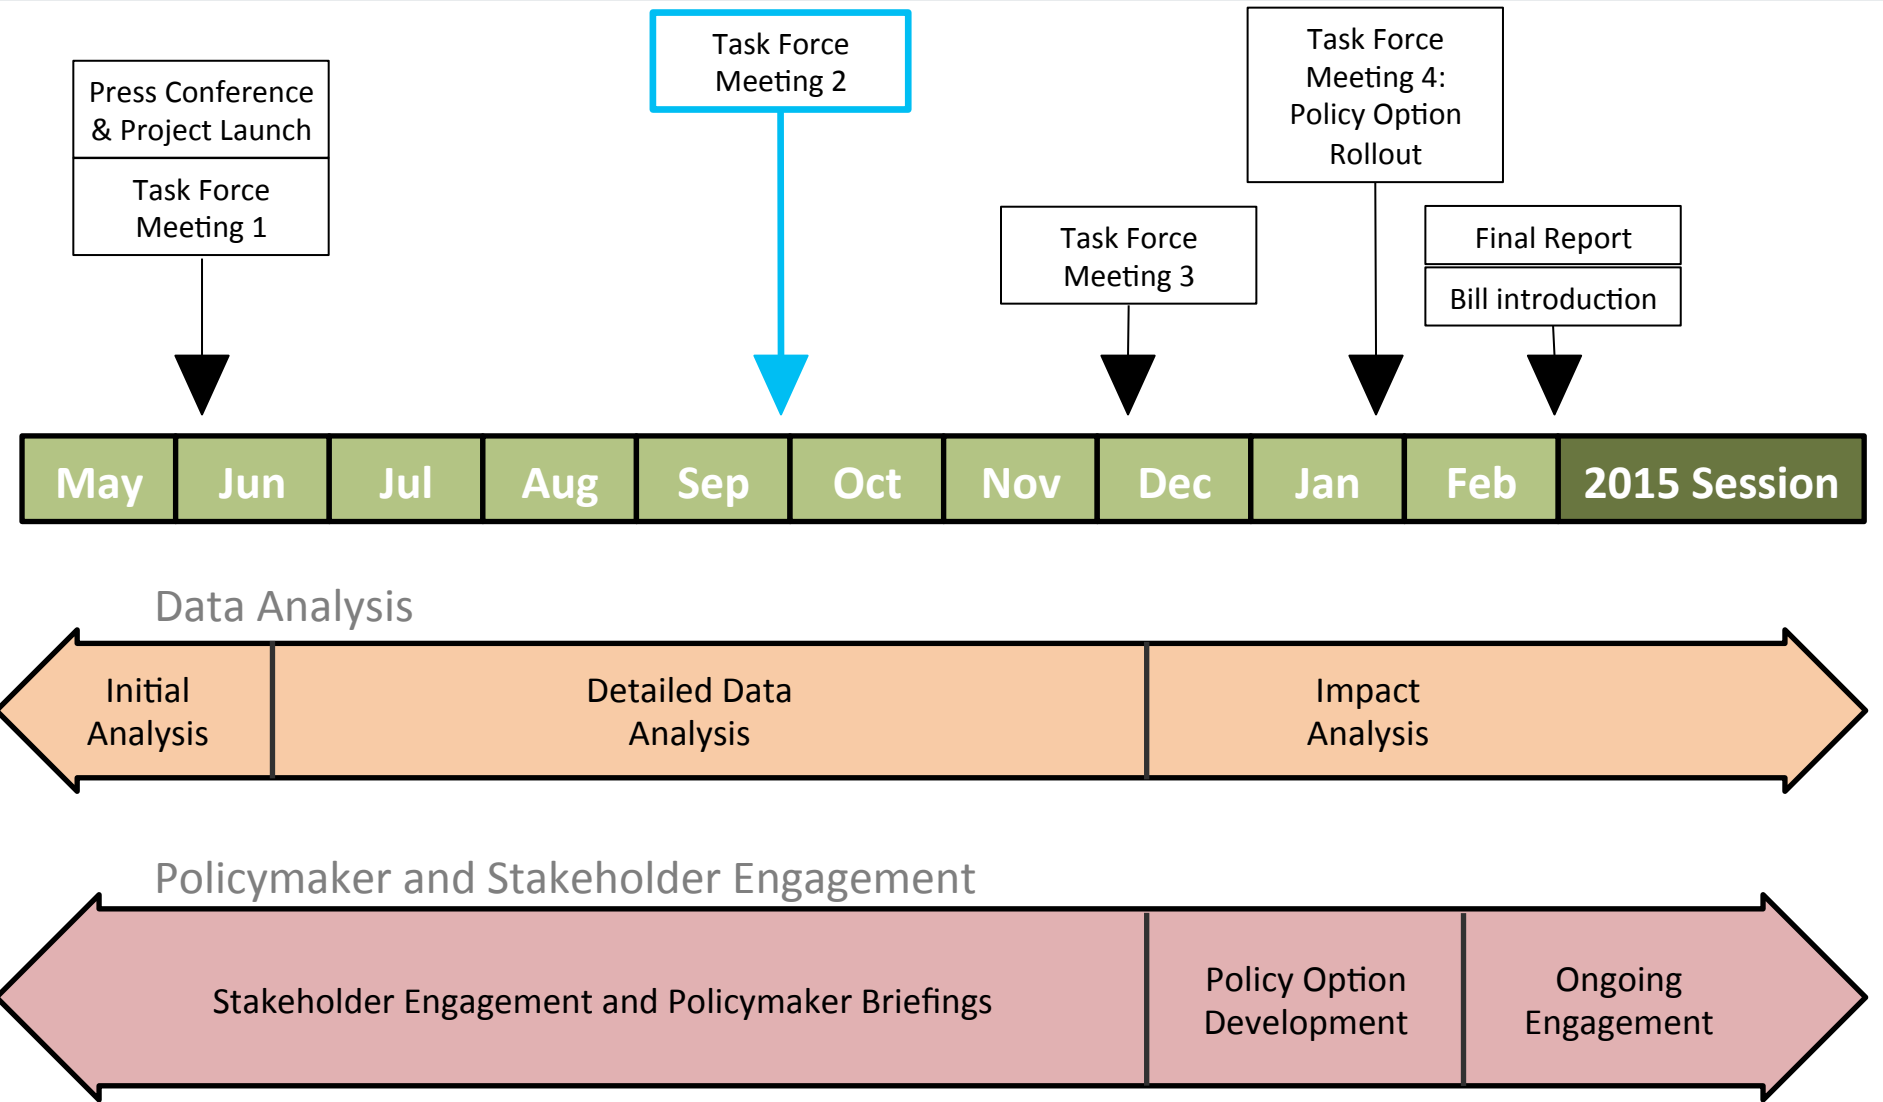 Press Conference
& Project Launch
Task Force
Meeting 1
Task Force
Meeting 2
Task Force
Meeting 3
Task Force
Meeting 4:
Policy Option
Rollout
Final Report
Bill introduction
May Jun Jul Aug Sep Oct Nov Dec Jan Feb 2015 Session
Data Analysis
Initial
Analysis
Detailed Data
Analysis
Impact
Analysis
Policymaker and Stakeholder Engagement
Stakeholder Engagement and Policymaker Briefings
Policy Option
Development
Ongoing
Engagement